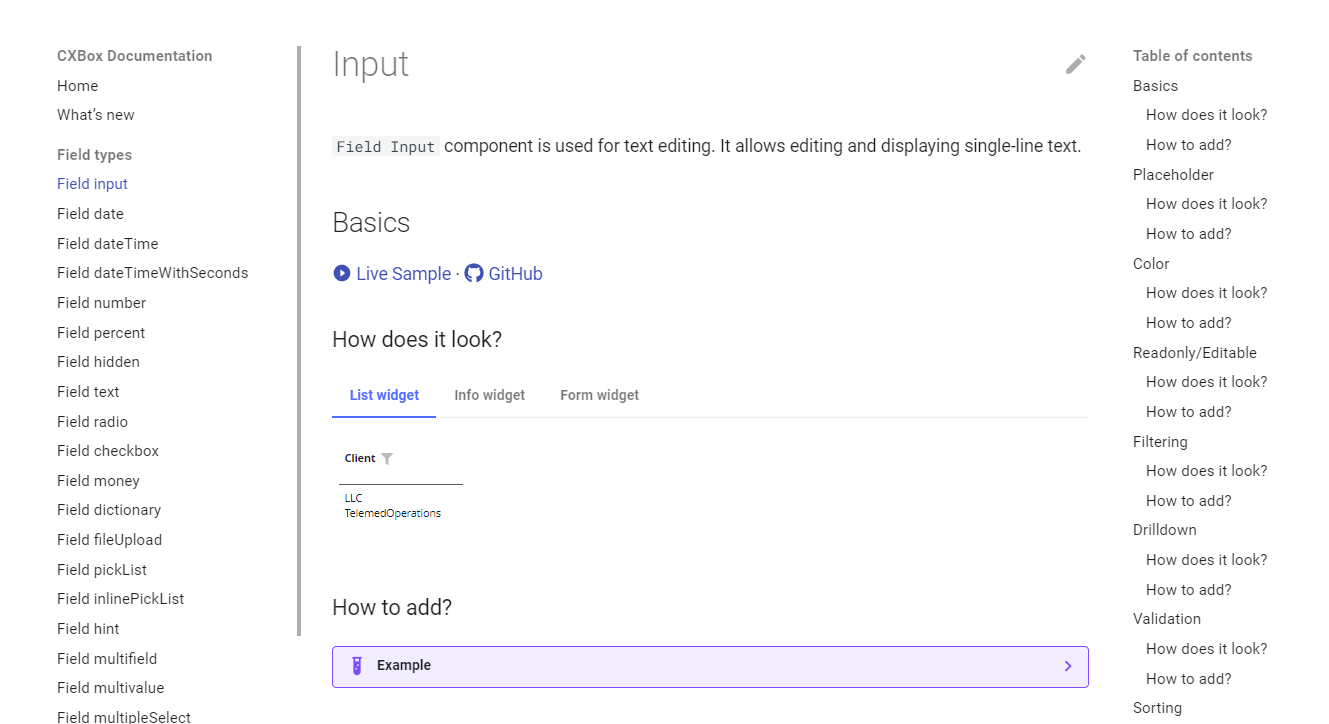 CXBox Documentation
Home
What's new
Field types
Field input
Field date
Field dateTime
Field dateTimeWithSeconds
Field number
Field percent
Field hidden
Field text
Field radio
Field checkbox
Field money
Field dictionary
Field fileUpload
Field pickList
Field inlinePickList
Field hint
Field multifield
Field multivalue
Field multipleSelect
Input
Field Input component is used for text editing. It allows editing and displaying single-line text.
Basics
Live Sample · GitHub
How does it look?
List widget Info widget Form widget
Client
LLC
TelemedOperations
How to add?
Example
Table of contents
Basics
How does it look?
How to add?
Placeholder
How does it look?
How to add?
Color
How does it look?
How to add?
Readonly/Editable
How does it look?
How to add?
Filtering
How does it look?
How to add?
Drilldown
How does it look?
How to add?
Validation
How does it look?
How to add?
Sorting